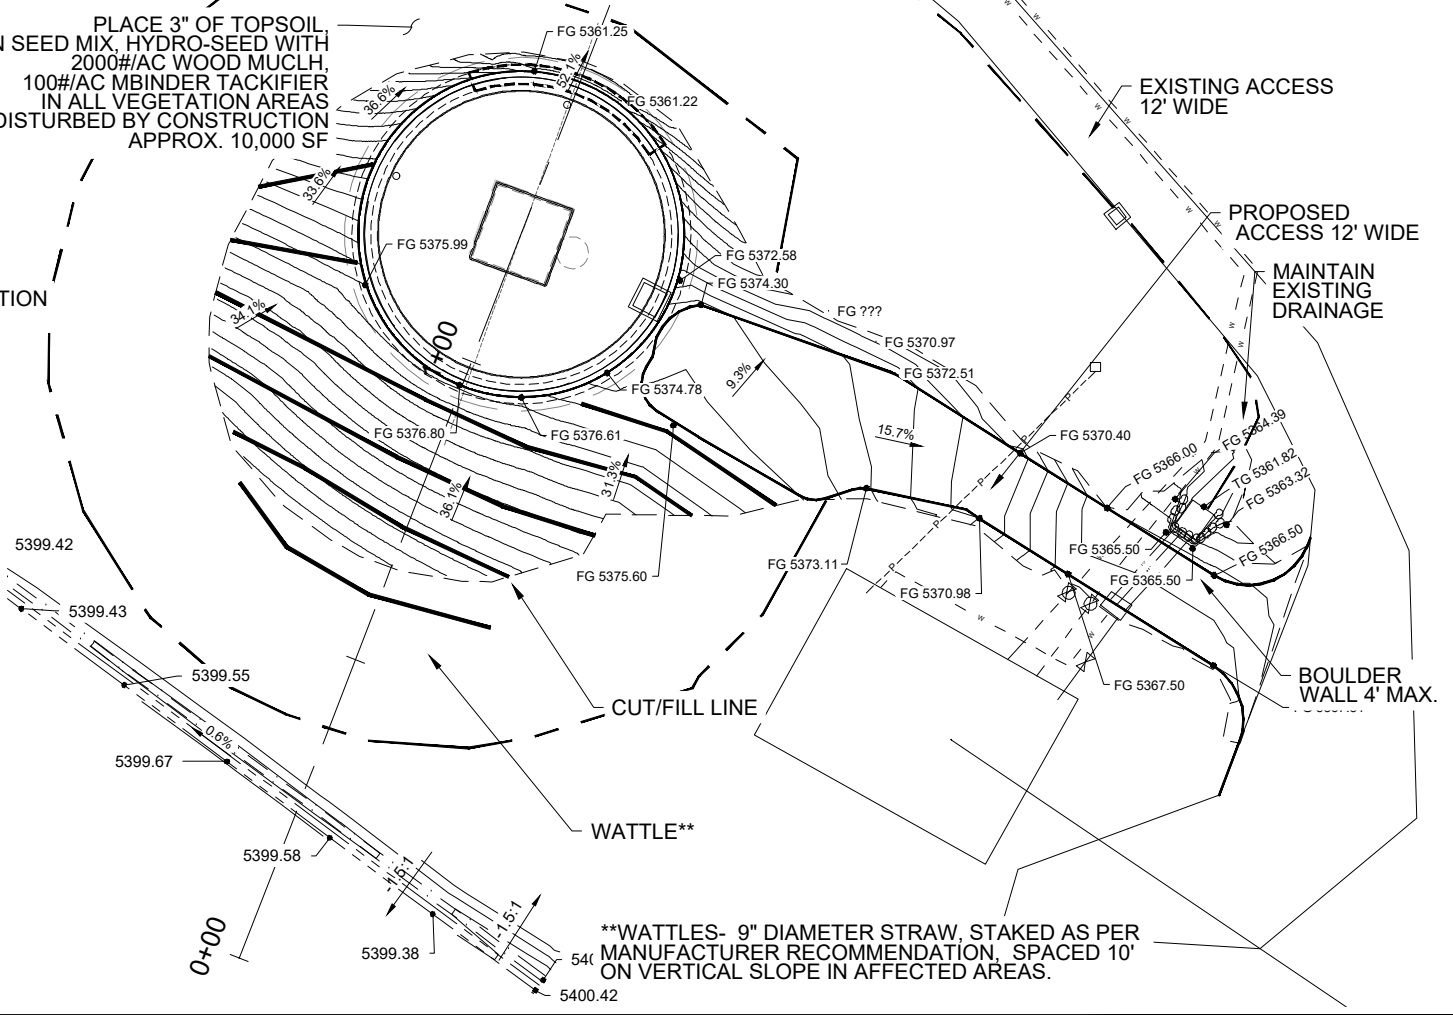 PLACE 3" OF TOPSOIL,
N SEED MIX, HYDRO-SEED WITH
2000#/AC WOOD MUCLH,
100#/AC MBINDER TACKIFIER
IN ALL VEGETATION AREAS
DISTURBED BY CONSTRUCTION
APPROX. 10,000 SF
FG 5361.25
52.1%
36.6%
FG 5361.22
33.6%
EXISTING ACCESS
12' WIDE
PROPOSED
ACCESS 12' WIDE
MAINTAIN
EXISTING
DRAINAGE
TION
FG 5375.99
FG 5372.58
FG 5374.30
34.1%
FG ???
FG 5370.97
FG 5372.51
+00
9.3%
FG 5374.78
15.7%
FG 5376.80
FG 5376.61
FG 5370.40
31.3%
36.1%
FG 5366.00
FG 5364.39
TG 5361.82
FG 5363.32
FG 5366.50
FG 5365.50
FG 5365.50
FG 5375.60
FG 5373.11
FG 5370.98
FG 5367.50
BOULDER
WALL 4' MAX.
5399.42
5399.43
5399.55
0.6%
5399.67
5399.58
CUT/FILL LINE
WATTLE**
-1.5:1
-1.5:1
0+00
5399.38
540
5400.42
**WATTLES- 9" DIAMETER STRAW, STAKED AS PER
MANUFACTURER RECOMMENDATION, SPACED 10'
ON VERTICAL SLOPE IN AFFECTED AREAS.
P
P
P
P
P
W
W
W
W
W
W
W
W
W